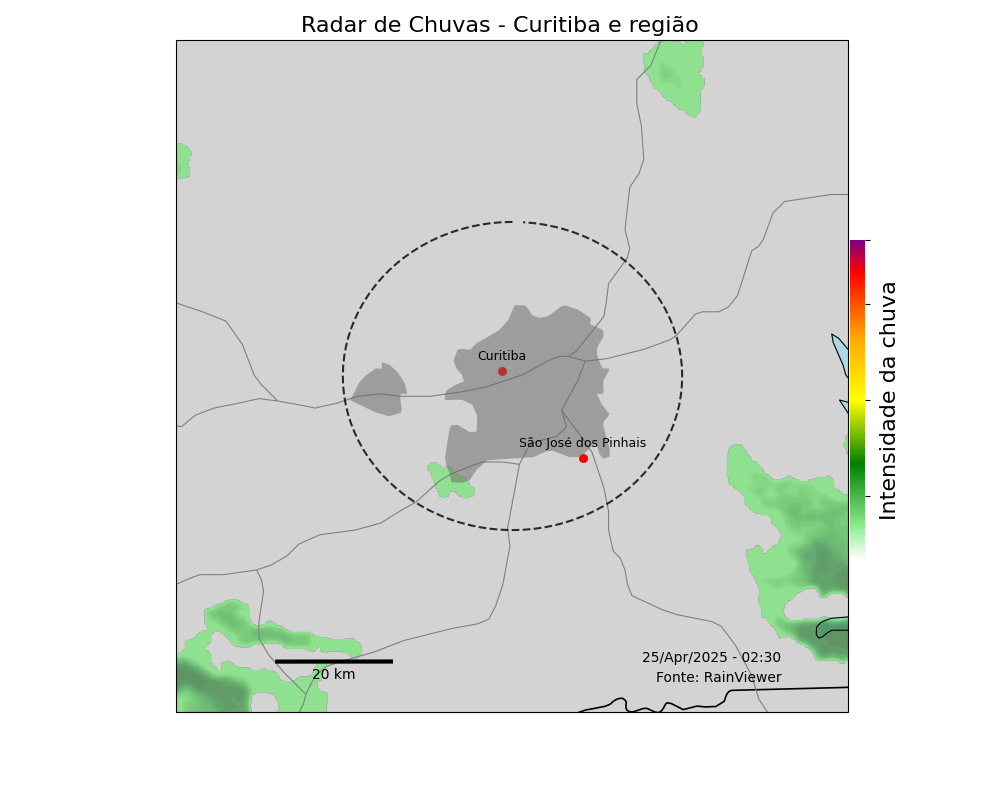 Radar de Chuvas - Curitiba e região
Curitiba
São José dos Pinhais
Intensidade da chuva
25/Apr/2025 - 02:30
Fonte: RainViewer
20 km